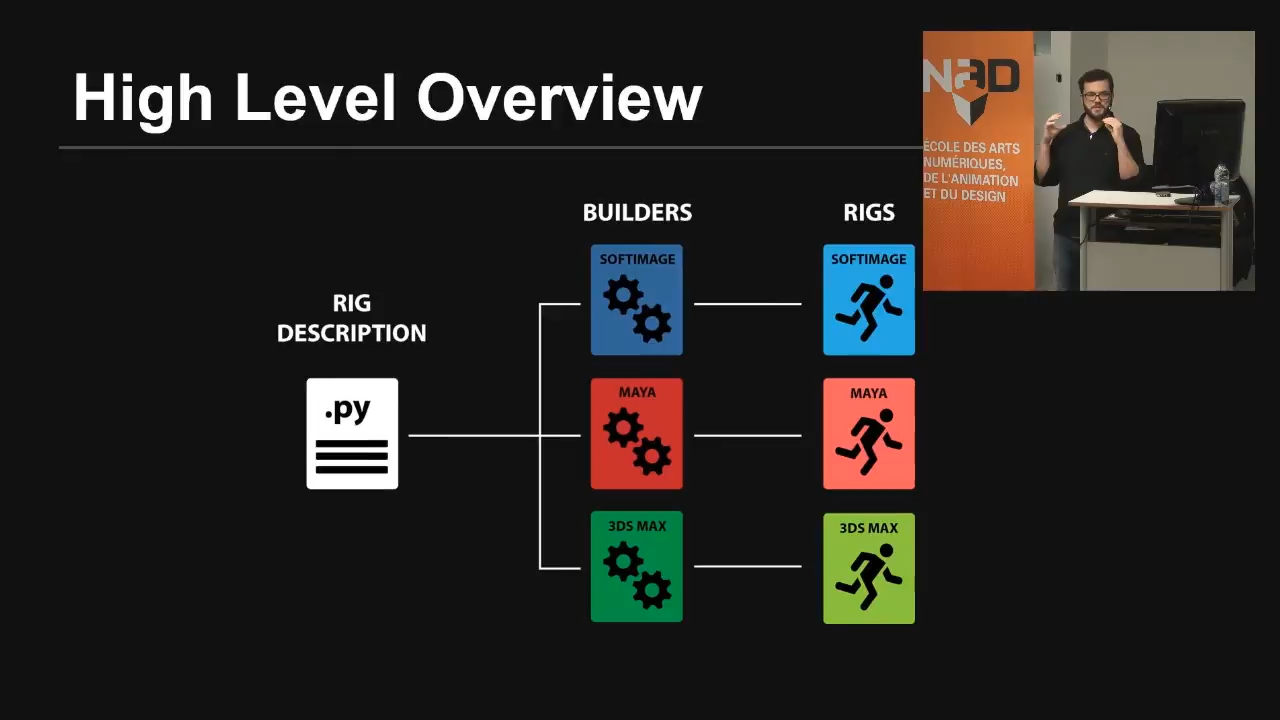 High Level Overview
NAD
ÉCOLE DES ARTS
NUMÉRIQUES,
DE L'ANIMATION
ET DU DESIGN
BUILDERS
RIGS
SOFTIMAGE
SOFTIMAGE
RIG
DESCRIPTION
.py
MAYA
MAYA
3DS MAX
3DS MAX